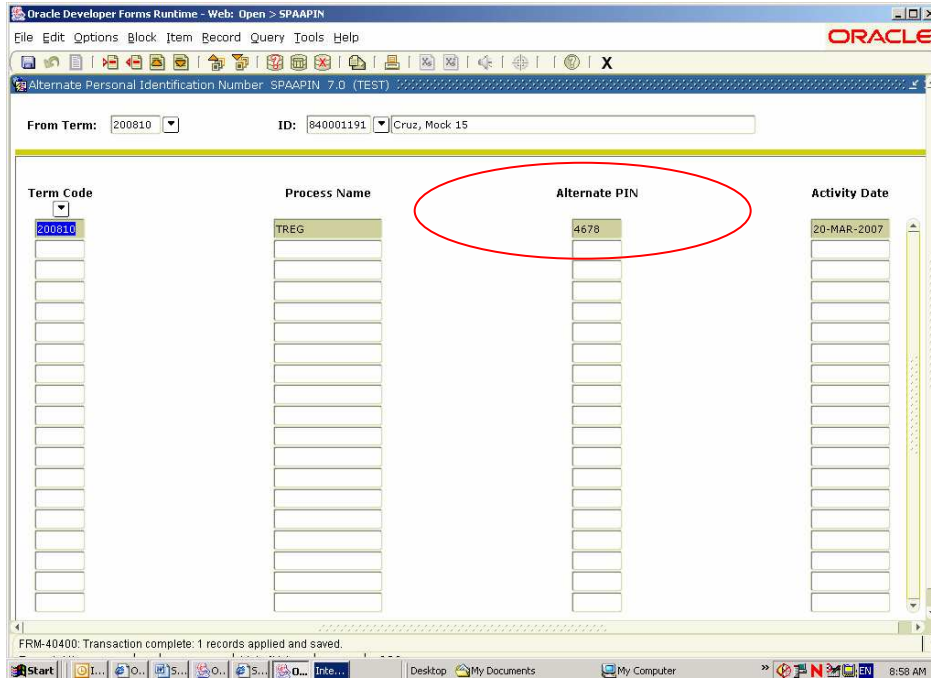 Oracle Developer Forms Runtime - Web: Open > SPAAPIN
File Edit Options Block Item Record Query Tools Help
ORACLE
X
Alternate Personal Identification Number SPAAPIN 7.0 (TEST)
From Term: 200810 ID: 840001191 Cruz, Mock 15
Term Code Process Name Alternate PIN Activity Date
200810 TREG 4678 20-MAR-2007
FRM-40400: Transaction complete: 1 records applied and saved.
Start I... O... S... O... S... O... Inte... Desktop My Documents My Computer » N EN 8:58 AM